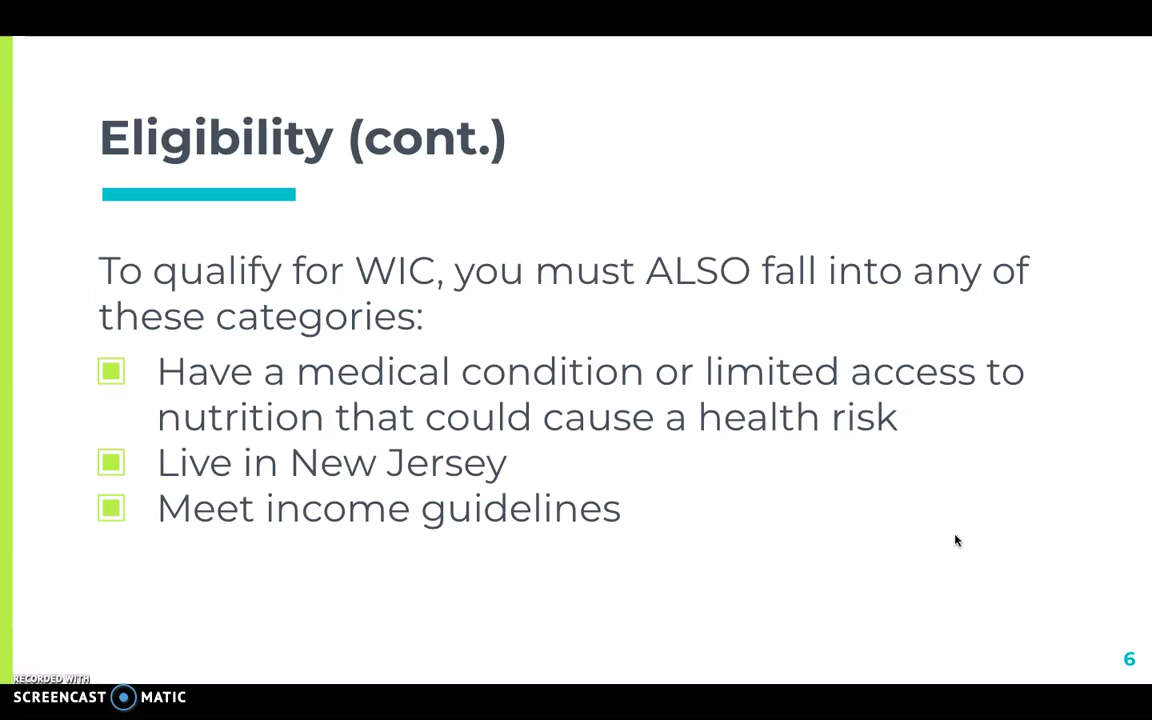 Eligibility (cont.)
To qualify for WIC, you must ALSO fall into any of
these categories:
Have a medical condition or limited access to
nutrition that could cause a health risk
Live in New Jersey
Meet income guidelines
6
RECORDED WITH
SCREENCAST MATIC